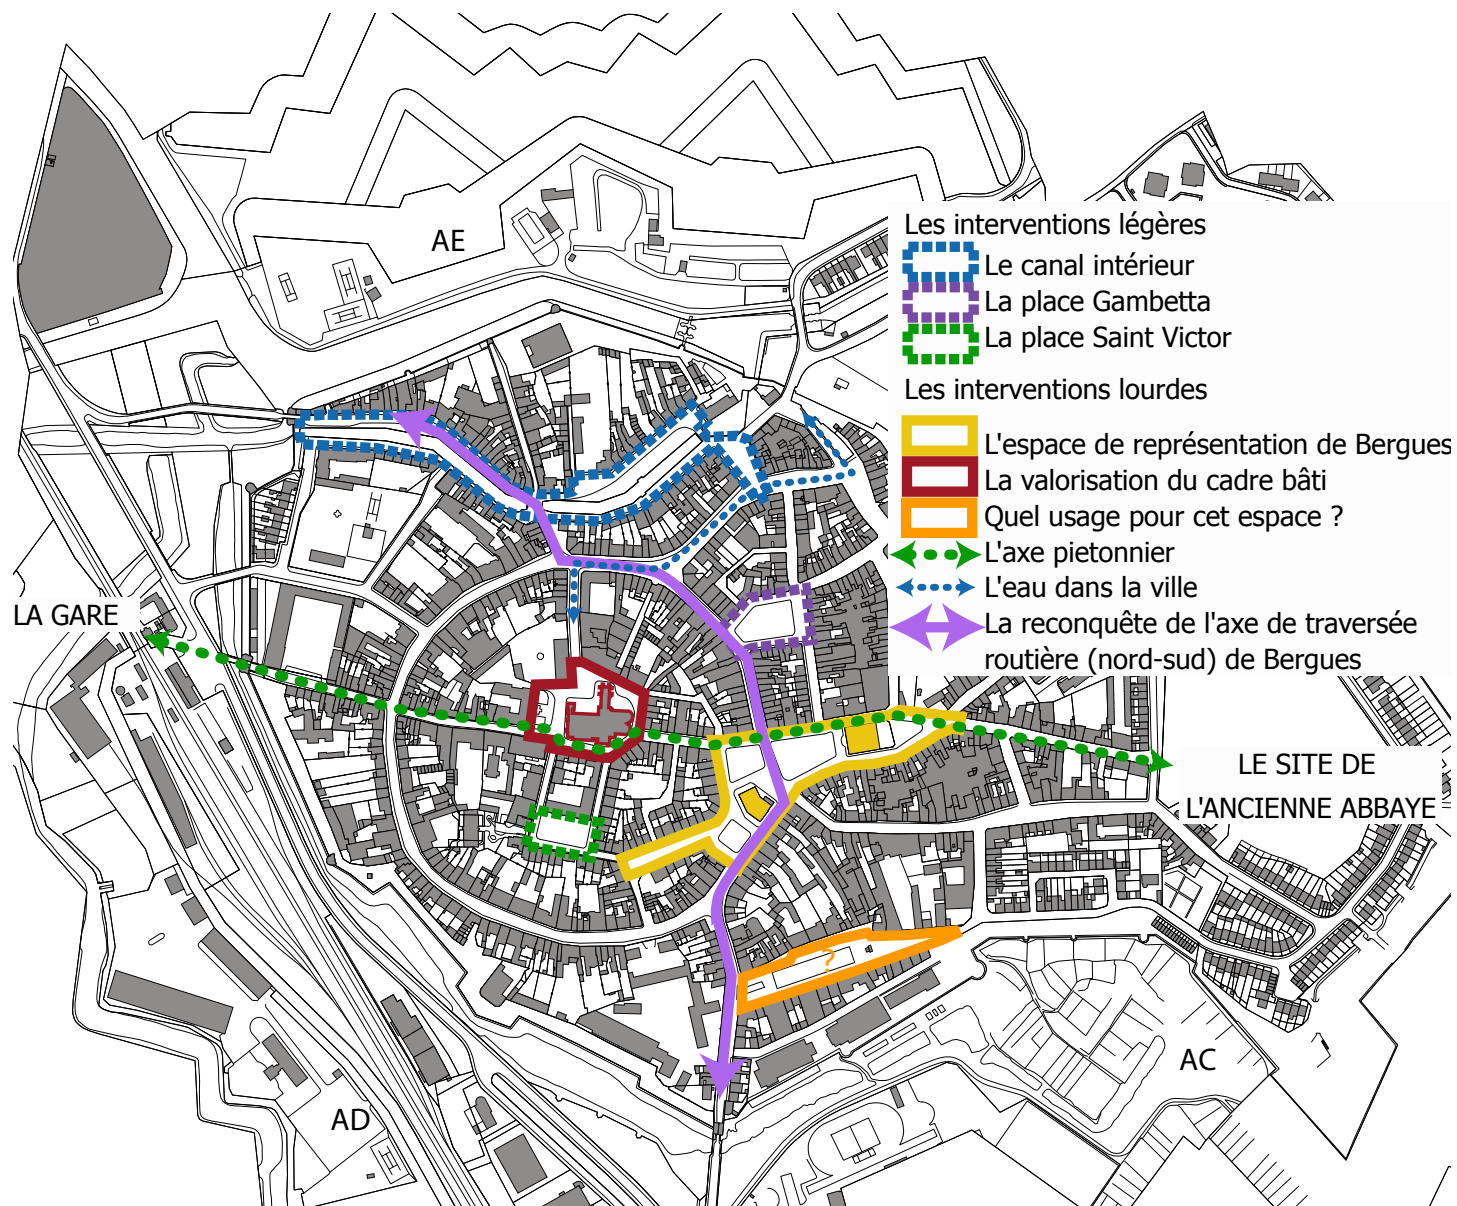 AE
Les interventions légères
Le canal intérieur
La place Gambetta
La place Saint Victor
Les interventions lourdes
L'espace de représentation de Bergues
La valorisation du cadre bâti
Quel usage pour cet espace ?
L'axe pietonnier
L'eau dans la ville
La reconquête de l'axe de traversée
routière (nord-sud) de Bergues
LA GARE
LE SITE DE
L'ANCIENNE ABBAYE
?
AC
AD